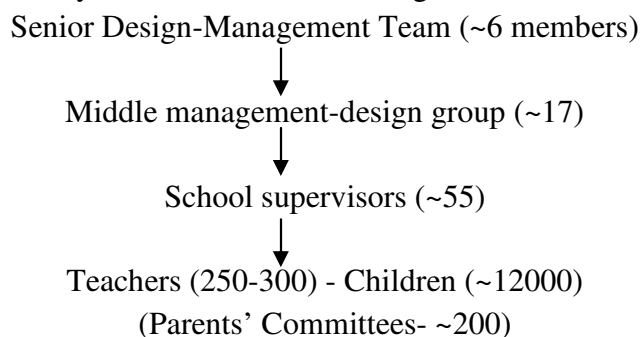 Senior Design-Management Team (~6 members)
Middle management-design group (~17)
School supervisors (~55)
Teachers (250-300) - Children (~12000)
(Parents’ Committees- ~200)